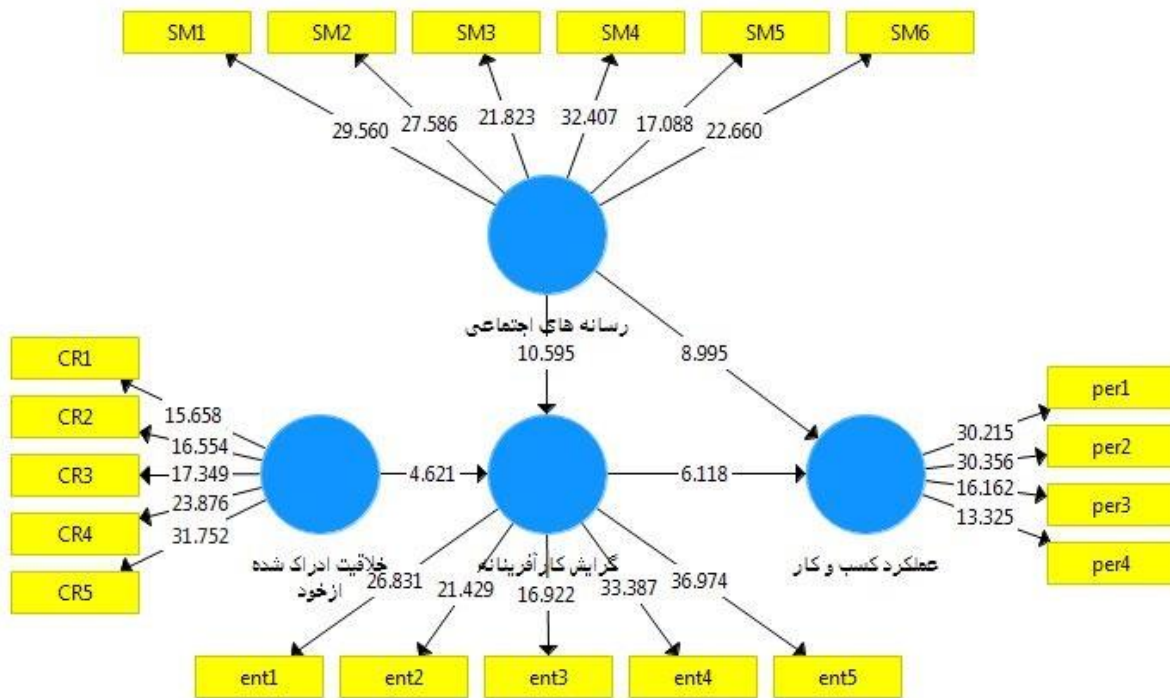 SM1 SM2 SM3 SM4 SM5 SM6
29.560 27.586 21.823 32.407 17.088 22.660
رسانه های اجتماعی
10.595 8.995
CR1
CR2
CR3
CR4
CR5
15.658
16.554
17.349
23.876
31.752
4.621 6.118
per1
per2
per3
per4
30.215
30.356
16.162
13.325
خلاقیت ادراک شده
ازخود
گرایش کارآفرینانه
عملکرد کسب و کار
26.831 21.429 16.922 33.387 36.974
ent1 ent2 ent3 ent4 ent5